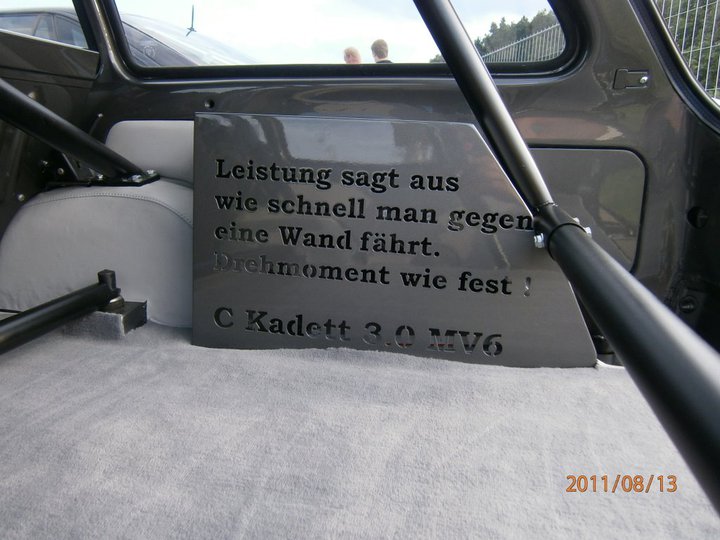 Leistung sagt aus
wie schnell man gegen
eine Wand fährt.
Drehmoment wie fest !
C Kadett 3.0 MV6
2011/08/13